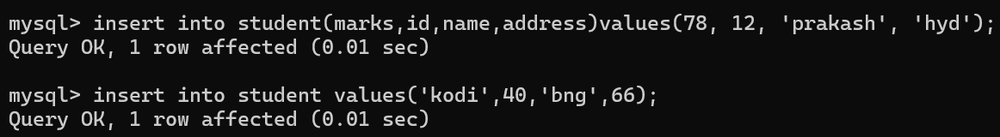 mysql> insert into student(marks,id,name,address)values(78, 12, 'prakash', 'hyd');
Query OK, 1 row affected (0.01 sec)
mysql> insert into student values('kodi',40,'bng',66);
Query OK, 1 row affected (0.01 sec)